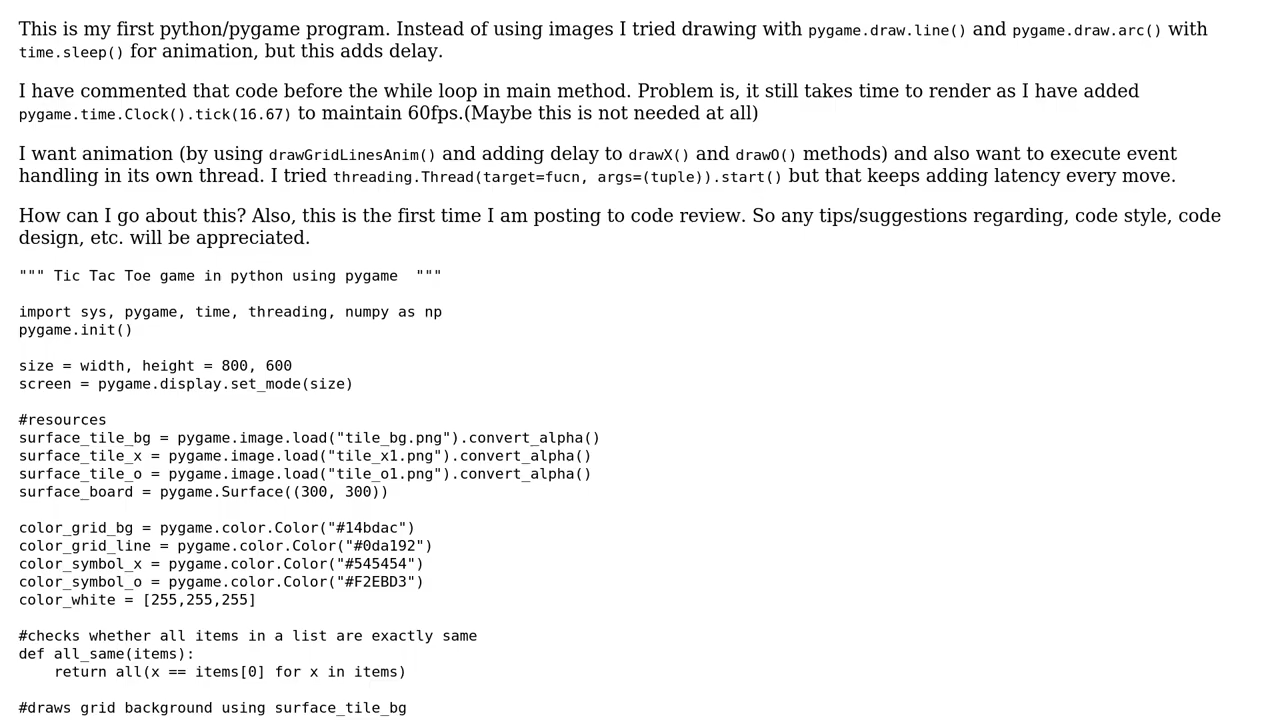 This is my first python/pygame program. Instead of using images I tried drawing with pygame.draw.line() and pygame.draw.arc() with
time.sleep() for animation, but this adds delay.
I have commented that code before the while loop in main method. Problem is, it still takes time to render as I have added
pygame.time.Clock().tick(16.67) to maintain 60fps.(Maybe this is not needed at all)
I want animation (by using drawGridLinesAnim() and adding delay to drawX() and drawO() methods) and also want to execute event
handling in its own thread. I tried threading.Thread(target=fucn, args=(tuple)).start() but that keeps adding latency every move.
How can I go about this? Also, this is the first time I am posting to code review. So any tips/suggestions regarding, code style, code
design, etc. will be appreciated.
""" Tic Tac Toe game in python using pygame  """
import sys, pygame, time, threading, numpy as np
pygame.init()
size = width, height = 800, 600
screen = pygame.display.set_mode(size)
#resources
surface_tile_bg = pygame.image.load("tile_bg.png").convert_alpha()
surface_tile_x = pygame.image.load("tile_x1.png").convert_alpha()
surface_tile_o = pygame.image.load("tile_o1.png").convert_alpha()
surface_board = pygame.Surface((300, 300))
color_grid_bg = pygame.color.Color("#14bdac")
color_grid_line = pygame.color.Color("#0da192")
color_symbol_x = pygame.color.Color("#545454")
color_symbol_o = pygame.color.Color("#F2EBD3")
color_white = [255,255,255]
#checks whether all items in a list are exactly same
def all_same(items):
    return all(x == items[0] for x in items)
#draws grid background using surface_tile_bg